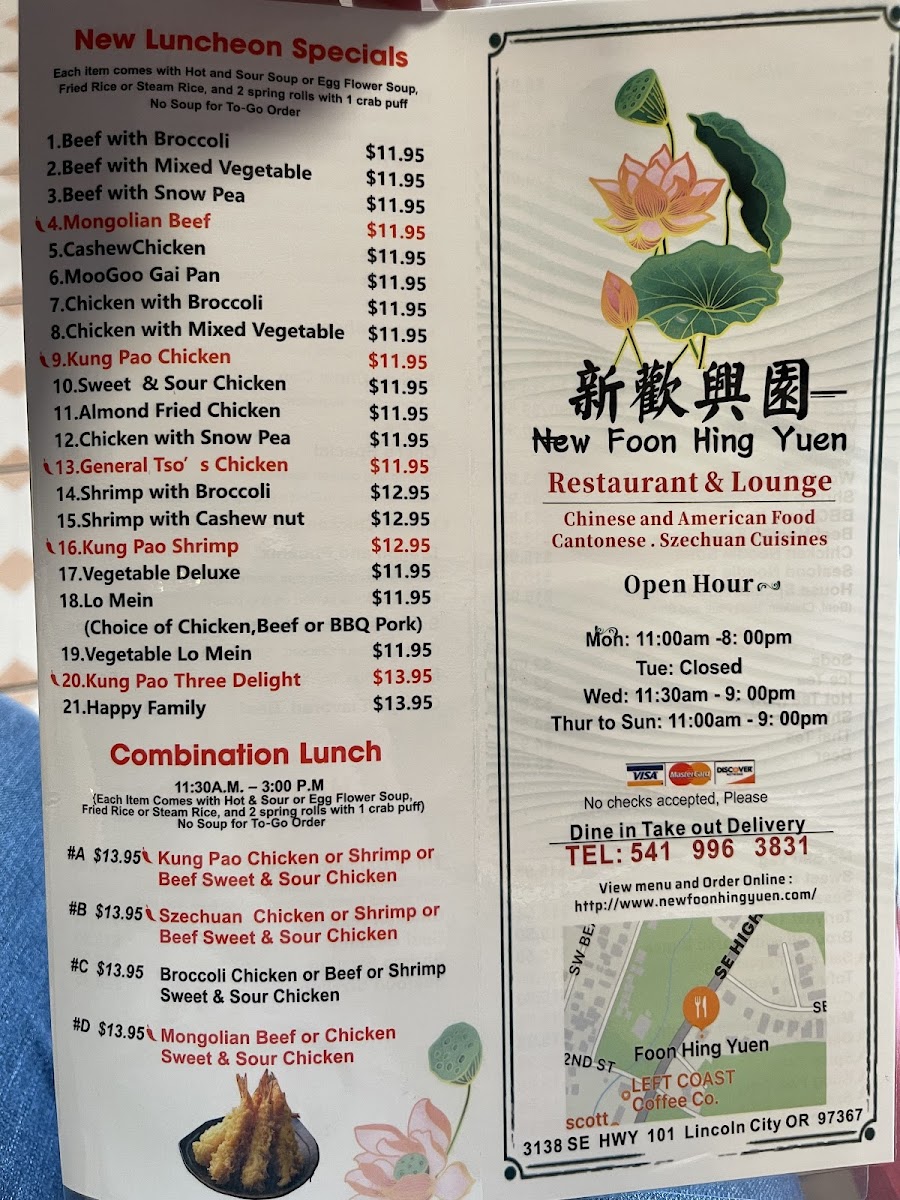 New Luncheon Specials
Each item comes with Hot and Sour Soup or Egg Flower Soup,
Fried Rice or Steam Rice, and 2 spring rolls with 1 crab puff
No Soup for To-Go Order
1.Beef with Broccoli $11.95
2.Beef with Mixed Vegetable $11.95
3.Beef with Snow Pea $11.95
4.Mongolian Beef $11.95
5.CashewChicken $11.95
6.MooGoo Gai Pan $11.95
7.Chicken with Broccoli $11.95
8.Chicken with Mixed Vegetable $11.95
9.Kung Pao Chicken $11.95
10.Sweet & Sour Chicken $11.95
11.Almond Fried Chicken $11.95
12.Chicken with Snow Pea $11.95
13.General Tso's Chicken $11.95
14.Shrimp with Broccoli $12.95
15.Shrimp with Cashew nut $12.95
16.Kung Pao Shrimp $12.95
17.Vegetable Deluxe $11.95
18.Lo Mein $11.95
(Choice of Chicken,Beef or BBQ Pork)
19.Vegetable Lo Mein $11.95
20.Kung Pao Three Delight $13.95
21.Happy Family $13.95
Combination Lunch
11:30A.M. – 3:00 P.M
(Each Item Comes with Hot & Sour or Egg Flower Soup,
Fried Rice or Steam Rice, and 2 spring rolls with 1 crab puff)
No Soup for To-Go Order
#A $13.95 Kung Pao Chicken or Shrimp or
Beef Sweet & Sour Chicken
#B $13.95 Szechuan Chicken or Shrimp or
Beef Sweet & Sour Chicken
#C $13.95 Broccoli Chicken or Beef or Shrimp
Sweet & Sour Chicken
#D $13.95 Mongolian Beef or Chicken
Sweet & Sour Chicken
新歡興園
New Foon Hing Yuen
Restaurant & Lounge
Chinese and American Food
Cantonese . Szechuan Cuisines
Open Hour
Mon: 11:00am -8: 00pm
Tue: Closed
Wed: 11:30am - 9: 00pm
Thur to Sun: 11:00am - 9: 00pm
VISA MasterCard DISCOVER
No checks accepted, Please
Dine in Take out Delivery
TEL: 541 996 3831
View menu and Order Online :
http://www.newfoonhingyuen.com/
SW BE
SE HIGH
SE
Foon Hing Yuen
2ND ST
LEFT COAST
Coffee Co.
scott
3138 SE HWY 101 Lincoln City OR 97367